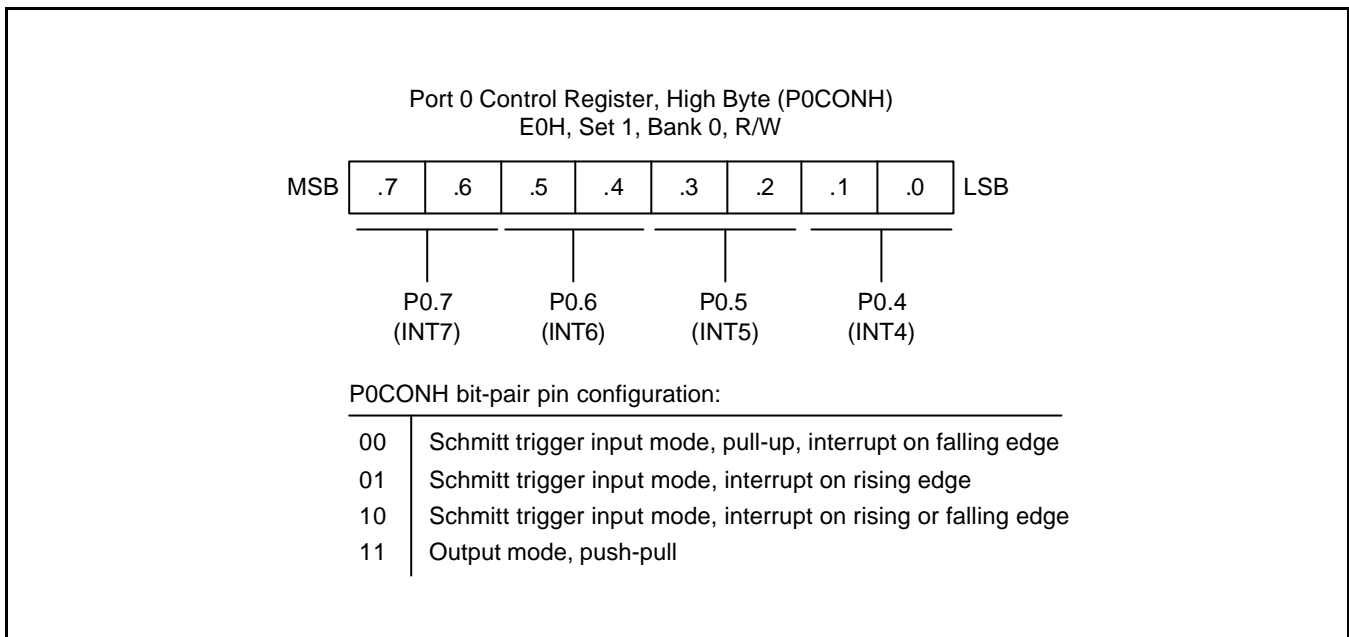 Port 0 Control Register, High Byte (P0CONH)
E0H, Set 1, Bank 0, R/W
MSB .7 .6 .5 .4 .3 .2 .1 .0 LSB
P0.7 P0.6 P0.5 P0.4
(INT7) (INT6) (INT5) (INT4)
P0CONH bit-pair pin configuration:
00 Schmitt trigger input mode, pull-up, interrupt on falling edge
01 Schmitt trigger input mode, interrupt on rising edge
10 Schmitt trigger input mode, interrupt on rising or falling edge
11 Output mode, push-pull